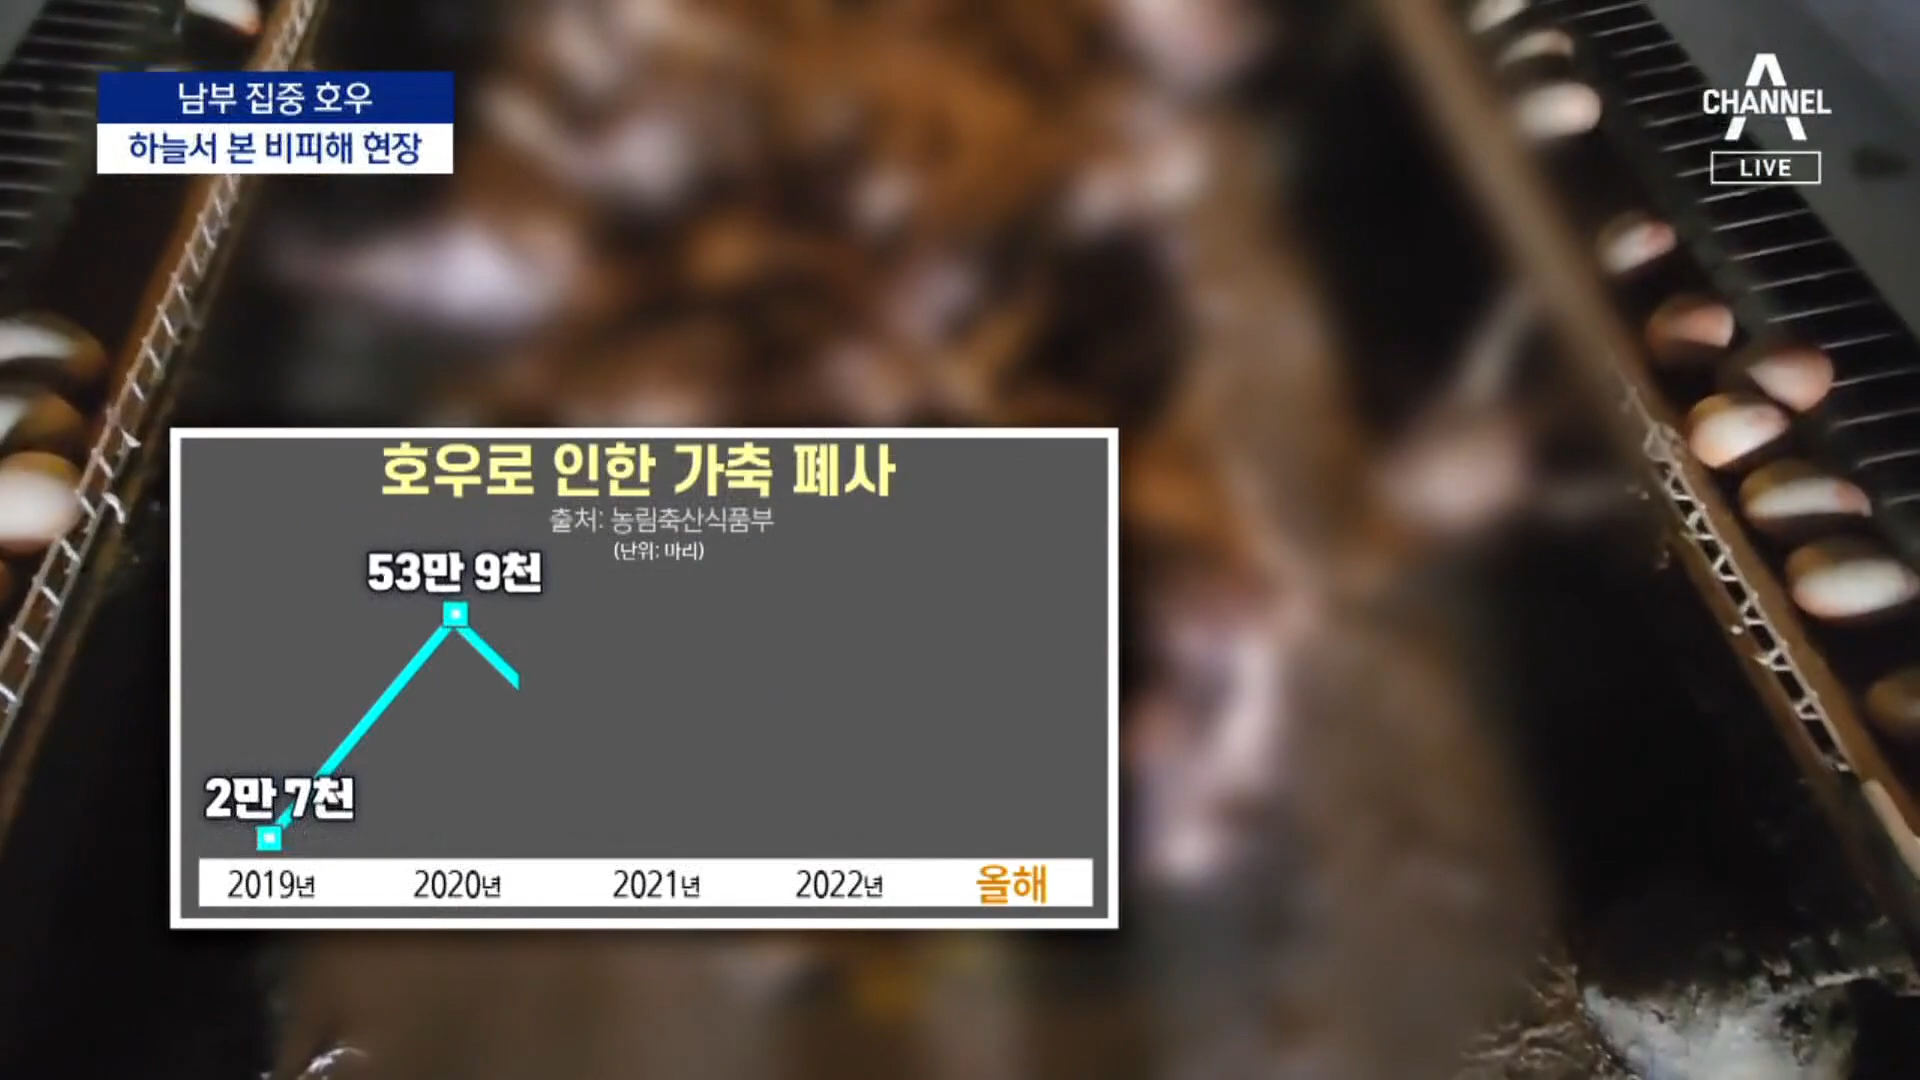 남부 집중 호우
하늘서 본 비피해 현장
CHANNEL A
LIVE
호우로 인한 가축 폐사
출처: 농림축산식품부
(단위: 마리)
53만 9천
2만 7천
2019년 2020년 2021년 2022년 올해